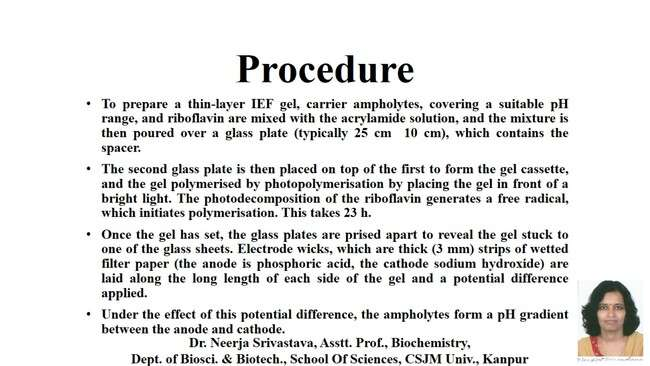 Procedure
• To prepare a thin-layer IEF gel, carrier ampholytes, covering a suitable pH
range, and riboflavin are mixed with the acrylamide solution, and the mixture is
then poured over a glass plate (typically 25 cm 10 cm), which contains the
spacer.
• The second glass plate is then placed on top of the first to form the gel cassette,
and the gel polymerised by photopolymerisation by placing the gel in front of a
bright light. The photodecomposition of the riboflavin generates a free radical,
which initiates polymerisation. This takes 23 h.
• Once the gel has set, the glass plates are prised apart to reveal the gel stuck to
one of the glass sheets. Electrode wicks, which are thick (3 mm) strips of wetted
filter paper (the anode is phosphoric acid, the cathode sodium hydroxide) are
laid along the long length of each side of the gel and a potential difference
applied.
• Under the effect of this potential difference, the ampholytes form a pH gradient
between the anode and cathode.
Dr. Neerja Srivastava, Asstt. Prof., Biochemistry,
Dept. of Biosci. & Biotech., School Of Sciences, CSJM Univ., Kanpur